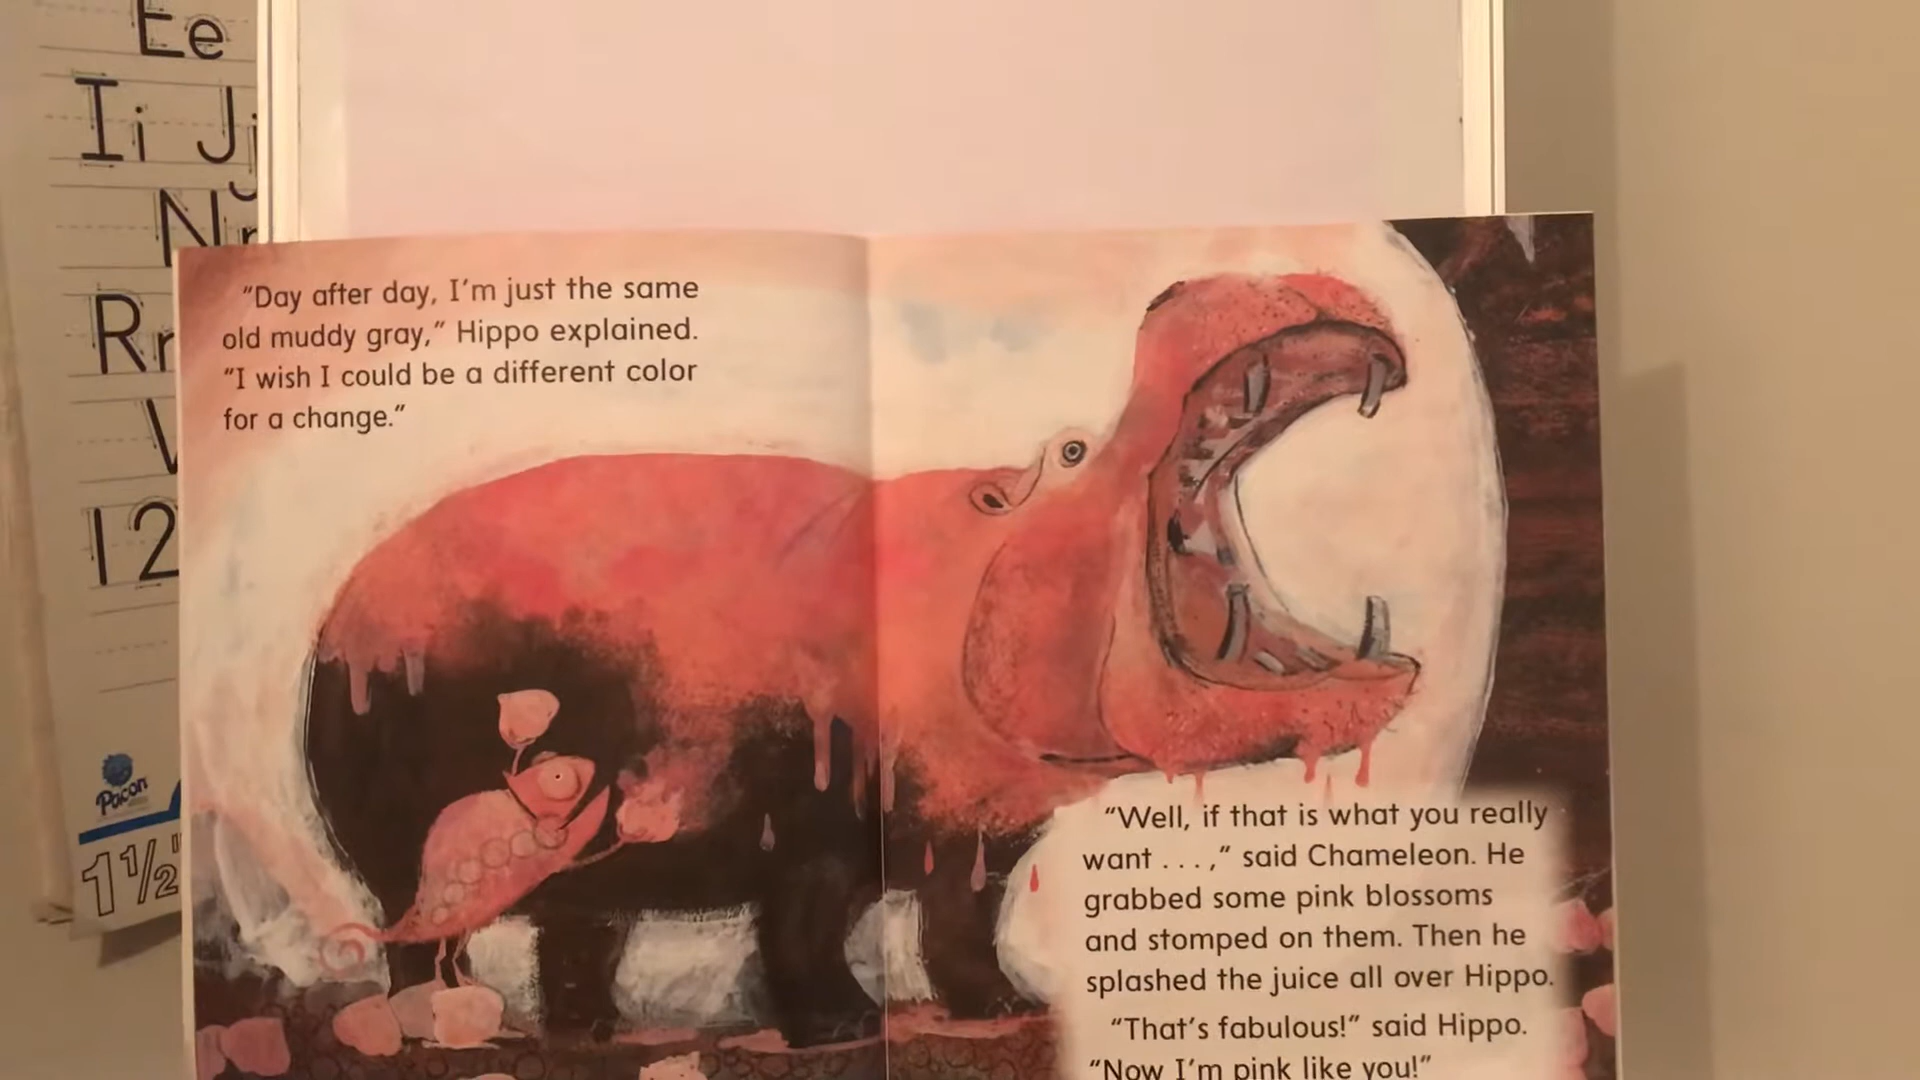 Ee
Ii Jj
N
Rr
V
12
Pacon
1½"
"Day after day, I'm just the same
old muddy gray," Hippo explained.
"I wish I could be a different color
for a change."
"Well, if that is what you really
want . . . ," said Chameleon. He
grabbed some pink blossoms
and stomped on them. Then he
splashed the juice all over Hippo.
"That's fabulous!" said Hippo.
"Now I'm pink like you!"